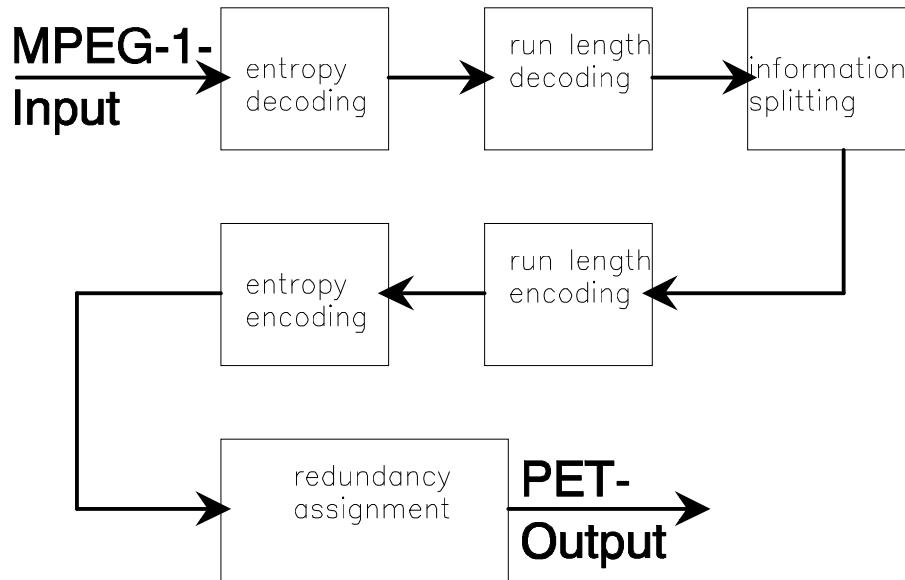 MPEG-1-
Input
entropy
decoding
run length
decoding
information
splitting
entropy
encoding
run length
encoding
redundancy
assignment
PET-
Output